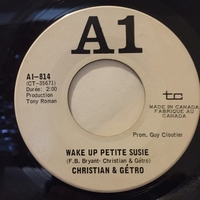 A1
A1-814
(CT-35671)
Durée: 2:00
Production
Tony Roman
tc
MADE IN CANADA
FABRIQUE AU
CANADA
Prom. Guy Cloutier
WAKE UP PETITE SUSIE
(F.B. Bryant- Christian & Gétro)
CHRISTIAN & GÉTRO